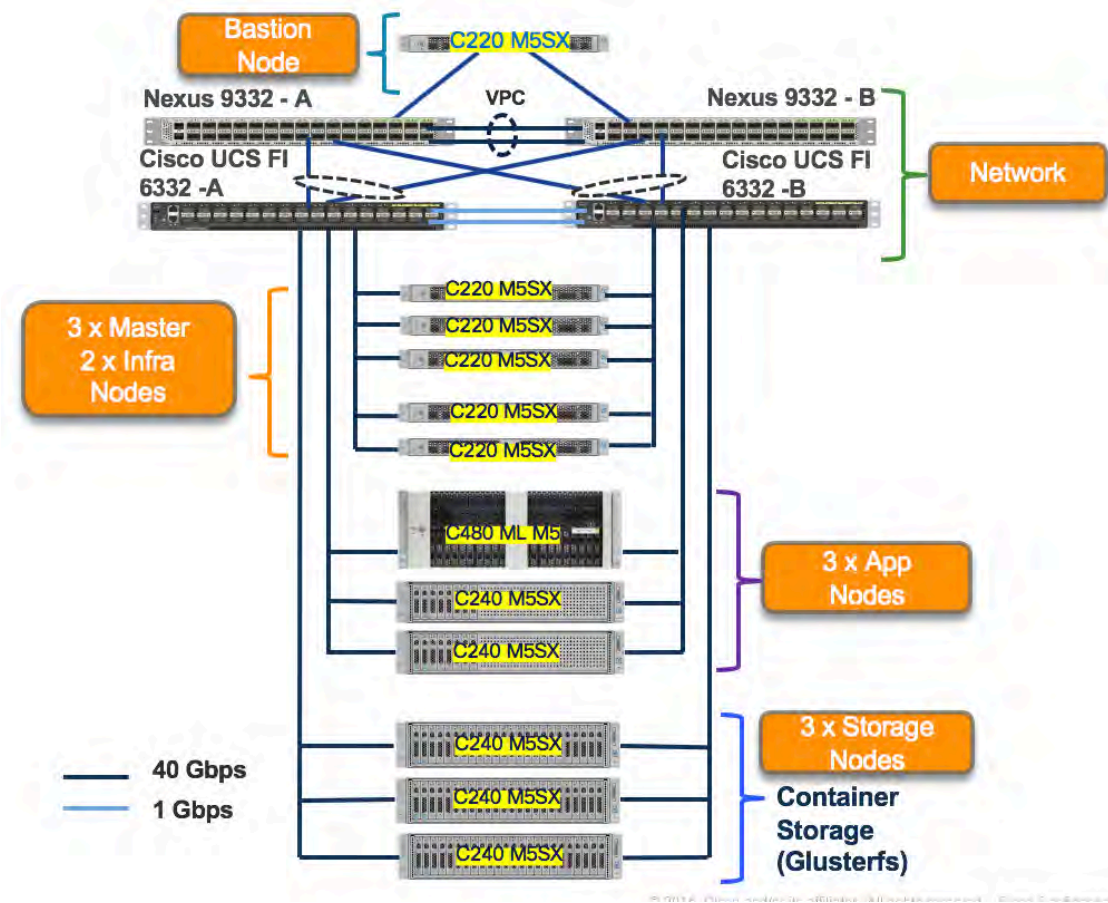 Bastion
Node
C220 M5SX
Nexus 9332 - A
VPC
Nexus 9332 - B
Cisco UCS FI
6332 -A
Cisco UCS FI
6332 -B
Network
3 x Master
2 x Infra
Nodes
C220 M5SX
C220 M5SX
C220 M5SX
C220 M5SX
C220 M5SX
C480 ML M5
C240 M5SX
C240 M5SX
3 x App
Nodes
C240 M5SX
C240 M5SX
C240 M5SX
3 x Storage
Nodes
Container
Storage
(Glusterfs)
40 Gbps
1 Gbps